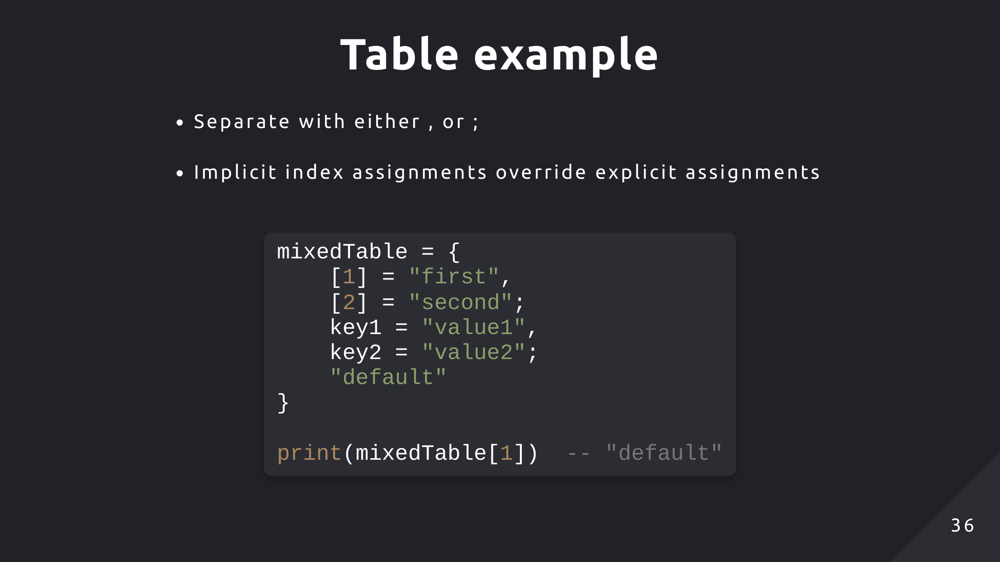 Table example
• Separate with either , or ;
• Implicit index assignments override explicit assignments
mixedTable = {
    [1] = "first",
    [2] = "second";
    key1 = "value1",
    key2 = "value2";
    "default"
}
print(mixedTable[1])  -- "default"
36